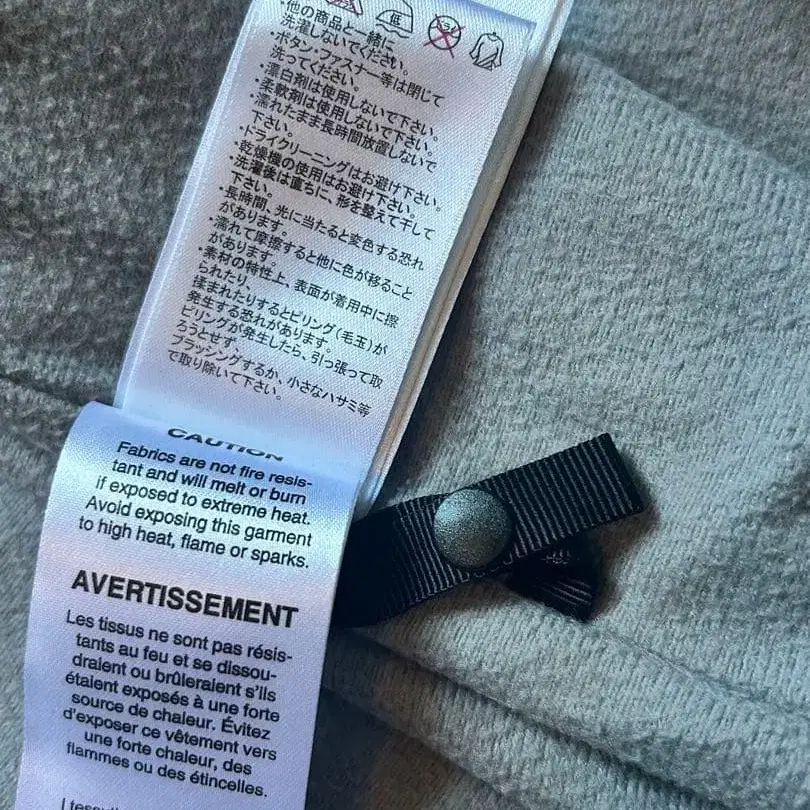 低
・他の商品と一緒に
洗濯しないでください。
・ボタン・ファスナー等は閉じて
洗ってください。
・漂白剤は使用しないで下さい。
・柔軟剤は使用しないで下さい。
・濡れたまま長時間放置しないで
下さい。
・ドライクリーニングはお避け下さい。
・乾燥機の使用はお避け下さい。
・洗濯後は直ちに、形を整えて干して
下さい。
・長時間、光に当たると変色する恐れ
があります。
・濡れて摩擦すると他に色が移ること
があります。
・素材の特性上、表面が着用中に擦
られたり、
揉まれたりするとピリング(毛玉)が
発生する恐れがあります。
ピリングが発生したら、引っ張って取
ろうとせず、
ブラッシングするか、小さなハサミ等
で取り除いて下さい。
CAUTION
Fabrics are not fire resis-
tant and will melt or burn
if exposed to extreme heat.
Avoid exposing this garment
to high heat, flame or sparks.
AVERTISSEMENT
Les tissus ne sont pas résis-
tants au feu et se dissou-
draient ou brûleraient s'ils
étaient exposés à une forte
source de chaleur. Évitez
d'exposer ce vêtement vers
une forte chaleur, des
flammes ou des étincelles.